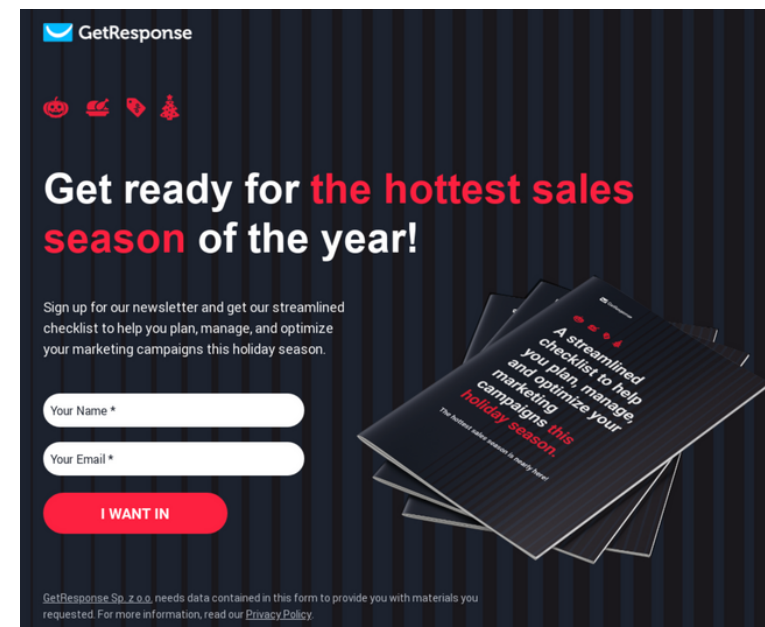 GetResponse
Get ready for the hottest sales
season of the year!
Sign up for our newsletter and get our streamlined
checklist to help you plan, manage, and optimize
your marketing campaigns this holiday season.
Your Name *
Your Email *
I WANT IN
GetResponse
A streamlined
checklist to help
you plan, manage,
and optimize your
marketing
campaigns this
holiday season.
The hottest sales season is nearly here!
GetResponse Sp. z o.o. needs data contained in this form to provide you with materials you
requested. For more information, read our Privacy Policy.